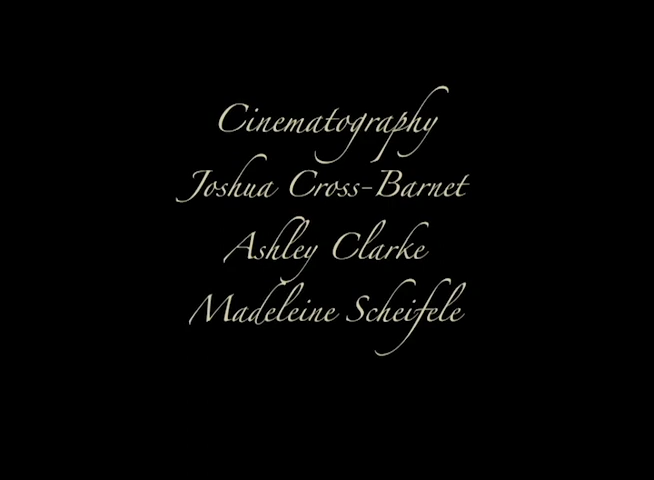 Cinematography
Joshua Cross-Barnet
Ashley Clarke
Madeleine Scheifele